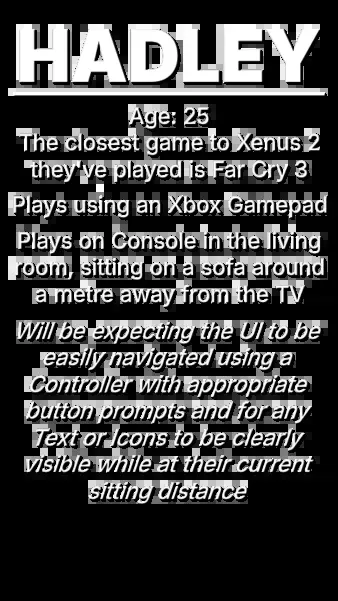 HADLEY
Age: 25
The closest game to Xenus 2
they've played is Far Cry 3
Plays using an Xbox Gamepad
Plays on Console in the living
room, sitting on a sofa around
a metre away from the TV
Will be expecting the UI to be
easily navigated using a
Controller with appropriate
button prompts and for any
Text or Icons to be clearly
visible while at their current
sitting distance